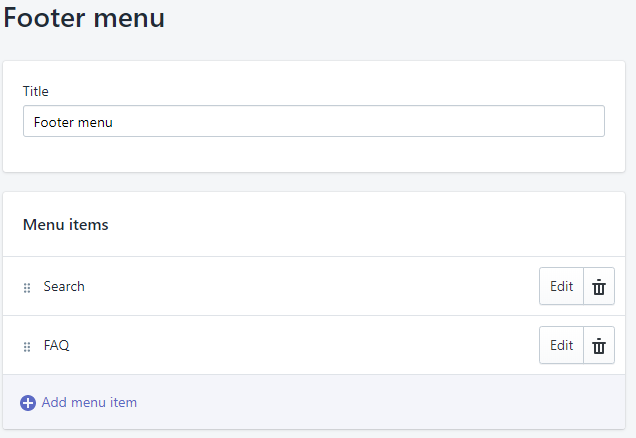 Footer menu
Title
Footer menu
Menu items
Search Edit
FAQ Edit
Add menu item